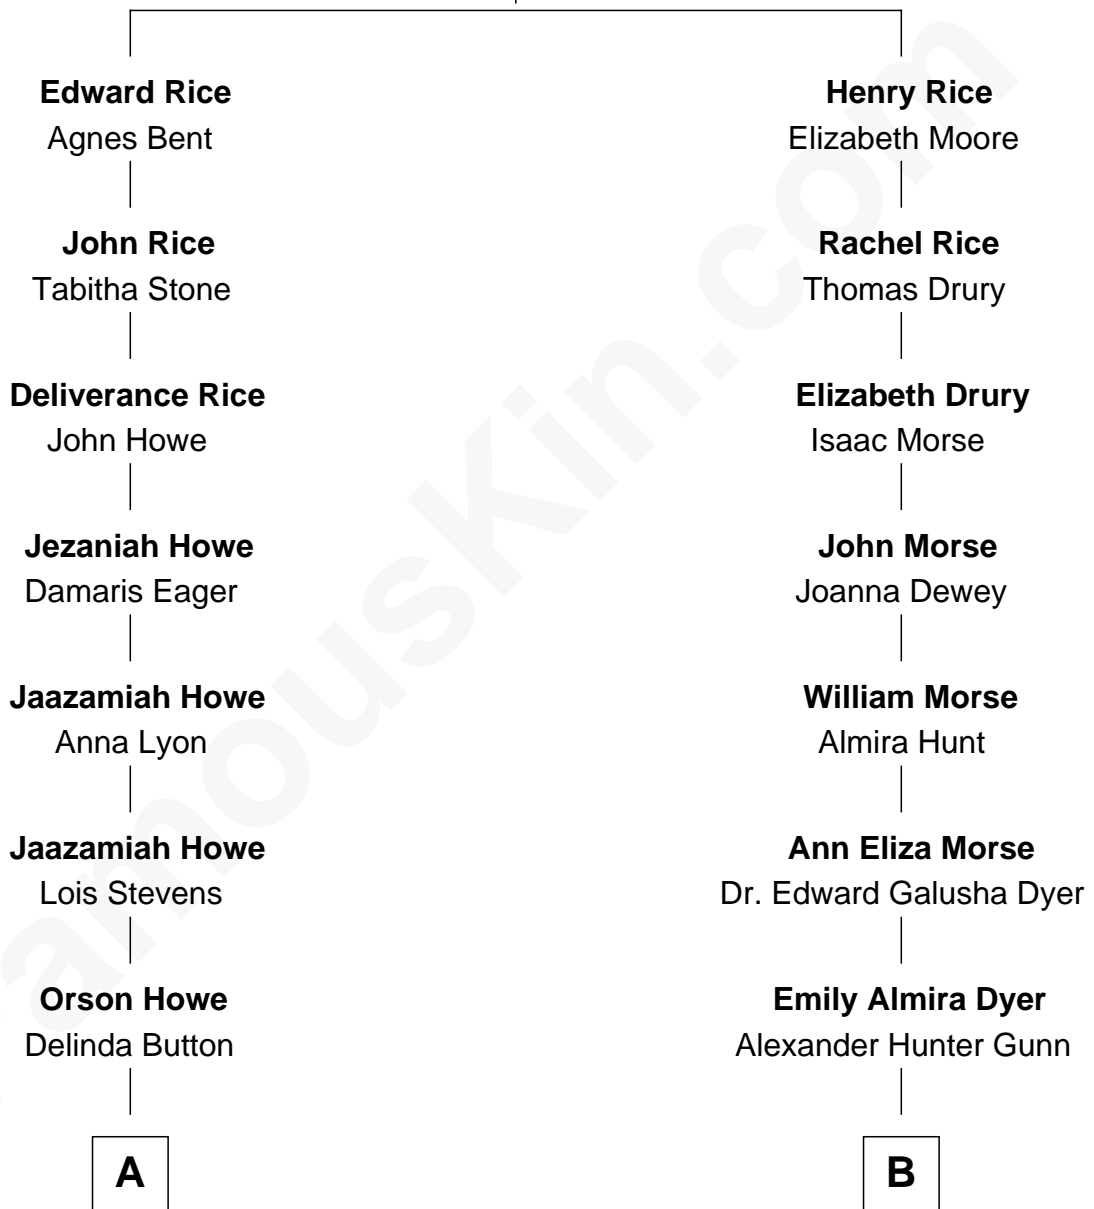 Edward Rice
Agnes Bent
John Rice
Tabitha Stone
Deliverance Rice
John Howe
Jezaniah Howe
Damaris Eager
Jaazamiah Howe
Anna Lyon
Jaazamiah Howe
Lois Stevens
Orson Howe
Delinda Button
A
Henry Rice
Elizabeth Moore
Rachel Rice
Thomas Drury
Elizabeth Drury
Isaac Morse
John Morse
Joanna Dewey
William Morse
Almira Hunt
Ann Eliza Morse
Dr. Edward Galusha Dyer
Emily Almira Dyer
Alexander Hunter Gunn
B
amouskin.com